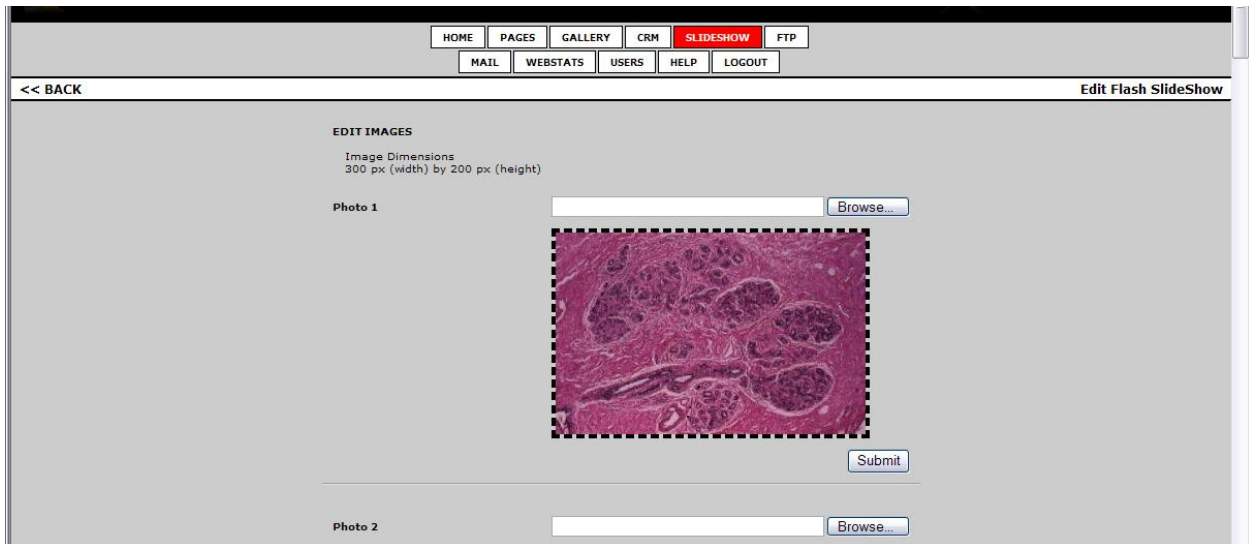 HOME PAGES GALLERY CRM SLIDESHOW FTP
MAIL WEBSTATS USERS HELP LOGOUT
<< BACK Edit Flash SlideShow
EDIT IMAGES
Image Dimensions
300 px (width) by 200 px (height)
Photo 1 Browse...
Submit
Photo 2 Browse...